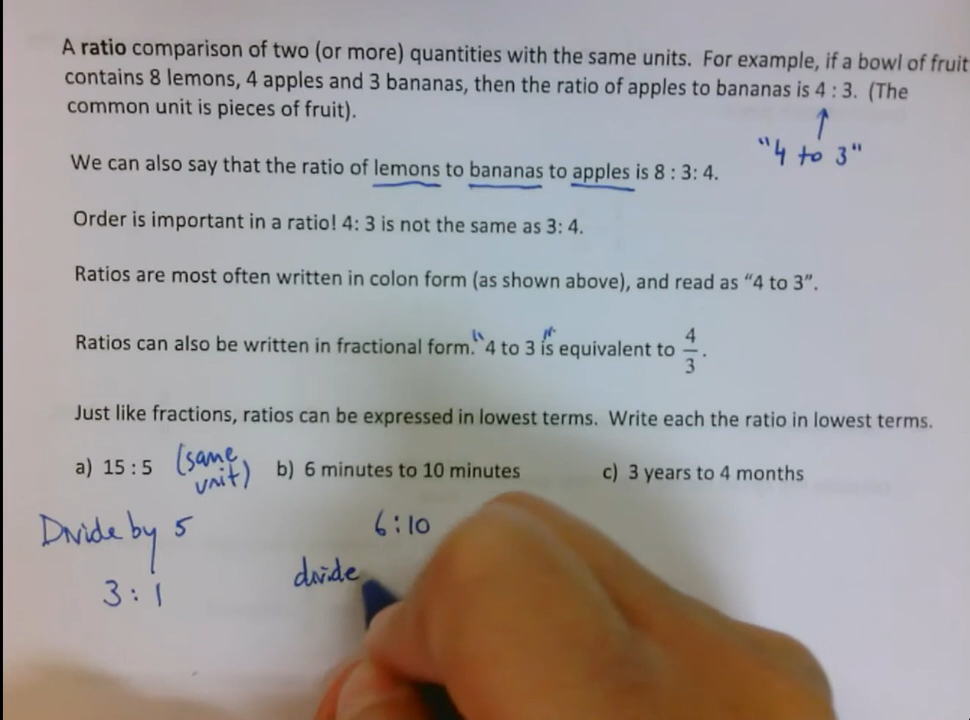 A ratio comparison of two (or more) quantities with the same units. For example, if a bowl of fruit
contains 8 lemons, 4 apples and 3 bananas, then the ratio of apples to bananas is 4 : 3. (The
common unit is pieces of fruit).
"4 to 3"
We can also say that the ratio of lemons to bananas to apples is 8 : 3: 4.
Order is important in a ratio! 4: 3 is not the same as 3: 4.
Ratios are most often written in colon form (as shown above), and read as “4 to 3”.
Ratios can also be written in fractional form. "4 to 3" is equivalent to 4/3.
Just like fractions, ratios can be expressed in lowest terms. Write each the ratio in lowest terms.
a) 15 : 5 (same unit) b) 6 minutes to 10 minutes c) 3 years to 4 months
Divide by 5
3 : 1
6 : 10
divide